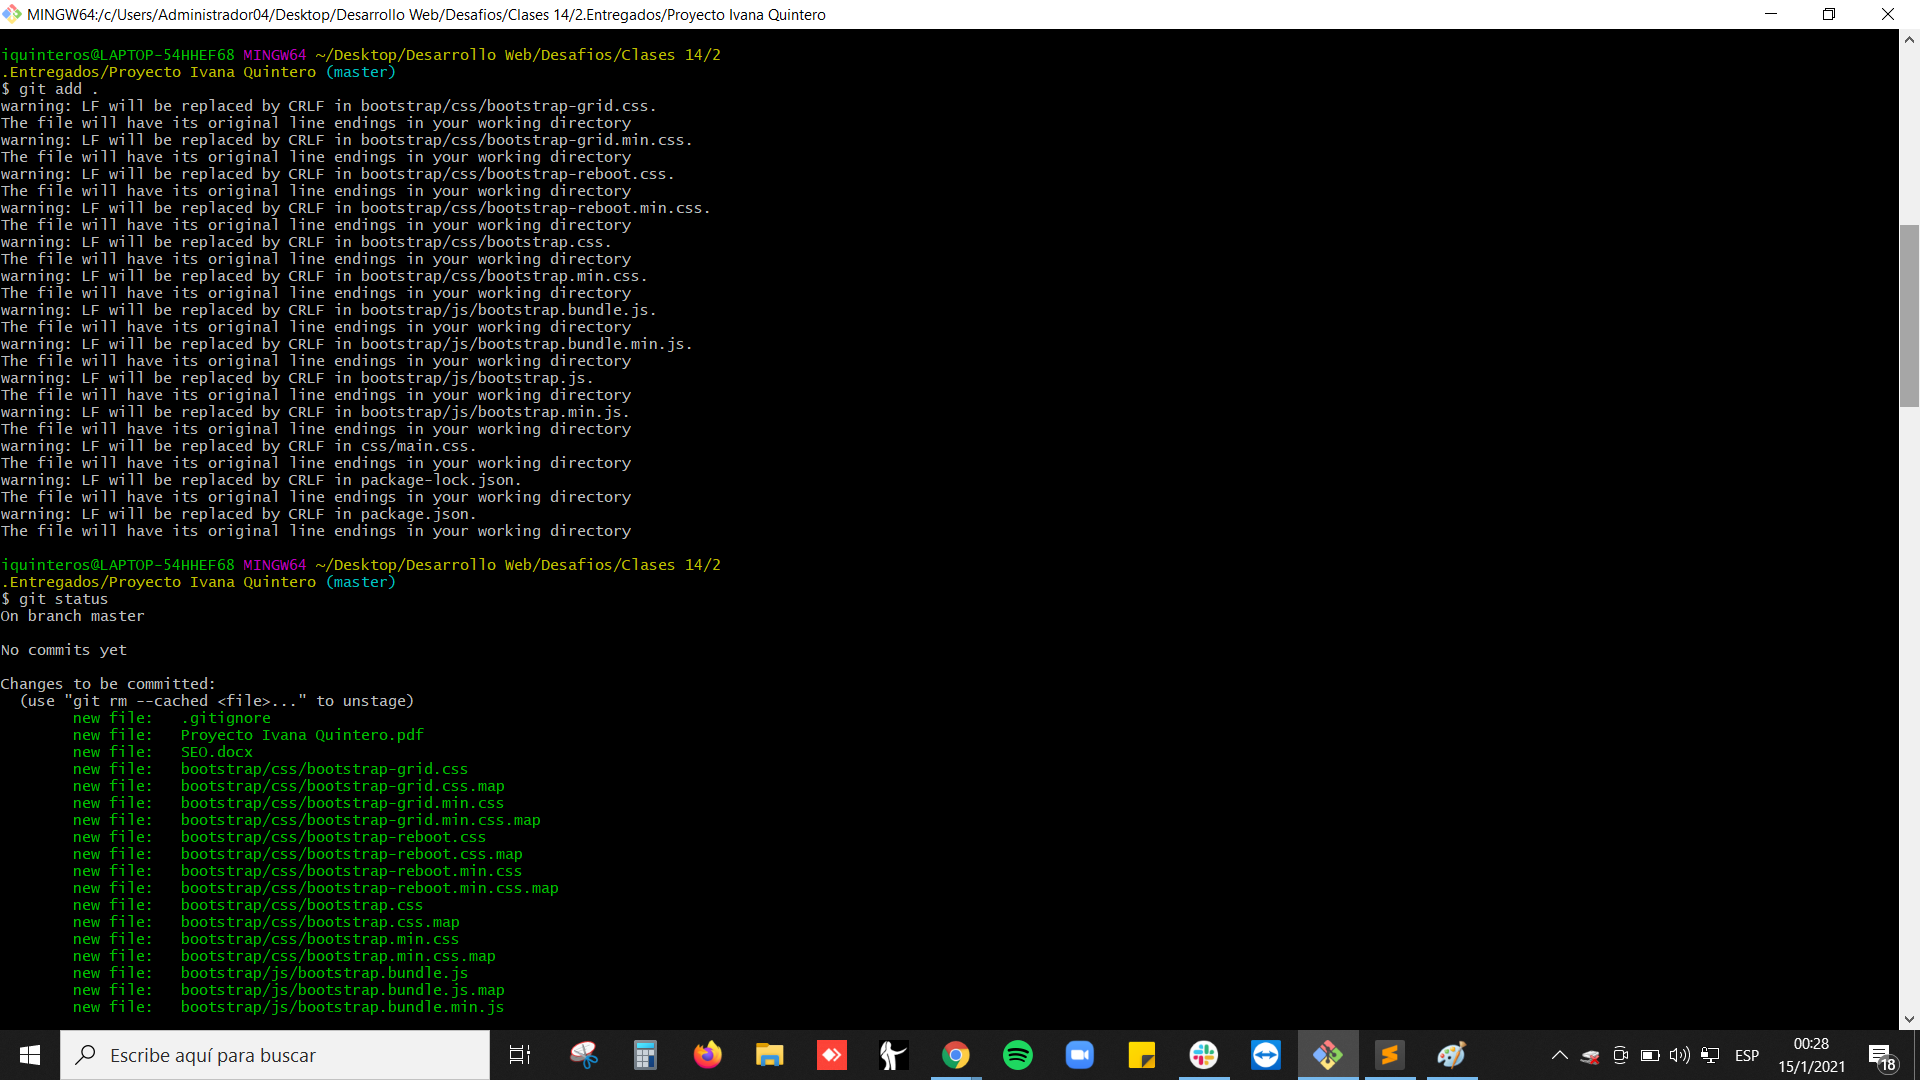 MINGW64:/c/Users/Administrador04/Desktop/Desarrollo Web/Desafios/Clases 14/2.Entregados/Proyecto Ivana Quintero
iquinteros@LAPTOP-54HHEF68 MINGW64 ~/Desktop/Desarrollo Web/Desafios/Clases 14/2
.Entregados/Proyecto Ivana Quintero (master)
$ git add .
warning: LF will be replaced by CRLF in bootstrap/css/bootstrap-grid.css.
The file will have its original line endings in your working directory
warning: LF will be replaced by CRLF in bootstrap/css/bootstrap-grid.min.css.
The file will have its original line endings in your working directory
warning: LF will be replaced by CRLF in bootstrap/css/bootstrap-reboot.css.
The file will have its original line endings in your working directory
warning: LF will be replaced by CRLF in bootstrap/css/bootstrap-reboot.min.css.
The file will have its original line endings in your working directory
warning: LF will be replaced by CRLF in bootstrap/css/bootstrap.css.
The file will have its original line endings in your working directory
warning: LF will be replaced by CRLF in bootstrap/css/bootstrap.min.css.
The file will have its original line endings in your working directory
warning: LF will be replaced by CRLF in bootstrap/js/bootstrap.bundle.js.
The file will have its original line endings in your working directory
warning: LF will be replaced by CRLF in bootstrap/js/bootstrap.bundle.min.js.
The file will have its original line endings in your working directory
warning: LF will be replaced by CRLF in bootstrap/js/bootstrap.js.
The file will have its original line endings in your working directory
warning: LF will be replaced by CRLF in bootstrap/js/bootstrap.min.js.
The file will have its original line endings in your working directory
warning: LF will be replaced by CRLF in css/main.css.
The file will have its original line endings in your working directory
warning: LF will be replaced by CRLF in package-lock.json.
The file will have its original line endings in your working directory
warning: LF will be replaced by CRLF in package.json.
The file will have its original line endings in your working directory
iquinteros@LAPTOP-54HHEF68 MINGW64 ~/Desktop/Desarrollo Web/Desafios/Clases 14/2
.Entregados/Proyecto Ivana Quintero (master)
$ git status
On branch master
No commits yet
Changes to be committed:
(use "git rm --cached <file>..." to unstage)
new file: .gitignore
new file: Proyecto Ivana Quintero.pdf
new file: SEO.docx
new file: bootstrap/css/bootstrap-grid.css
new file: bootstrap/css/bootstrap-grid.css.map
new file: bootstrap/css/bootstrap-grid.min.css
new file: bootstrap/css/bootstrap-grid.min.css.map
new file: bootstrap/css/bootstrap-reboot.css
new file: bootstrap/css/bootstrap-reboot.css.map
new file: bootstrap/css/bootstrap-reboot.min.css
new file: bootstrap/css/bootstrap-reboot.min.css.map
new file: bootstrap/css/bootstrap.css
new file: bootstrap/css/bootstrap.css.map
new file: bootstrap/css/bootstrap.min.css
new file: bootstrap/css/bootstrap.min.css.map
new file: bootstrap/js/bootstrap.bundle.js
new file: bootstrap/js/bootstrap.bundle.js.map
new file: bootstrap/js/bootstrap.bundle.min.js
Escribe aquí para buscar
ESP
00:28
15/1/2021
18